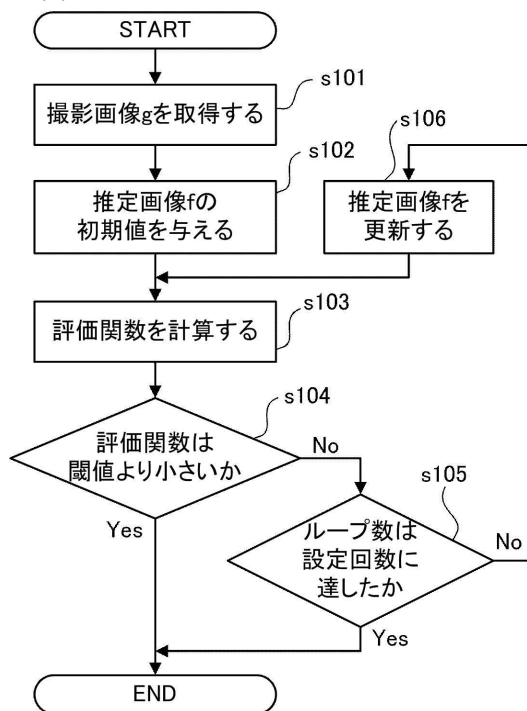 START
s101
撮影画像gを取得する
s102
推定画像fの
初期値を与える
s106
推定画像fを
更新する
s103
評価関数を計算する
s104
評価関数は
閾値より小さいか
No
Yes
s105
ループ数は
設定回数に
達したか
No
Yes
END